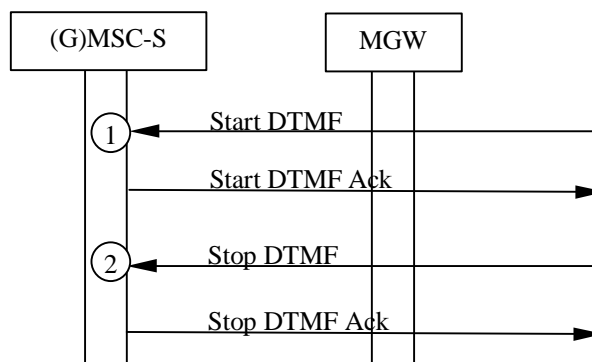 (G)MSC-S
MGW
1
Start DTMF
Start DTMF Ack
2
Stop DTMF
Stop DTMF Ack